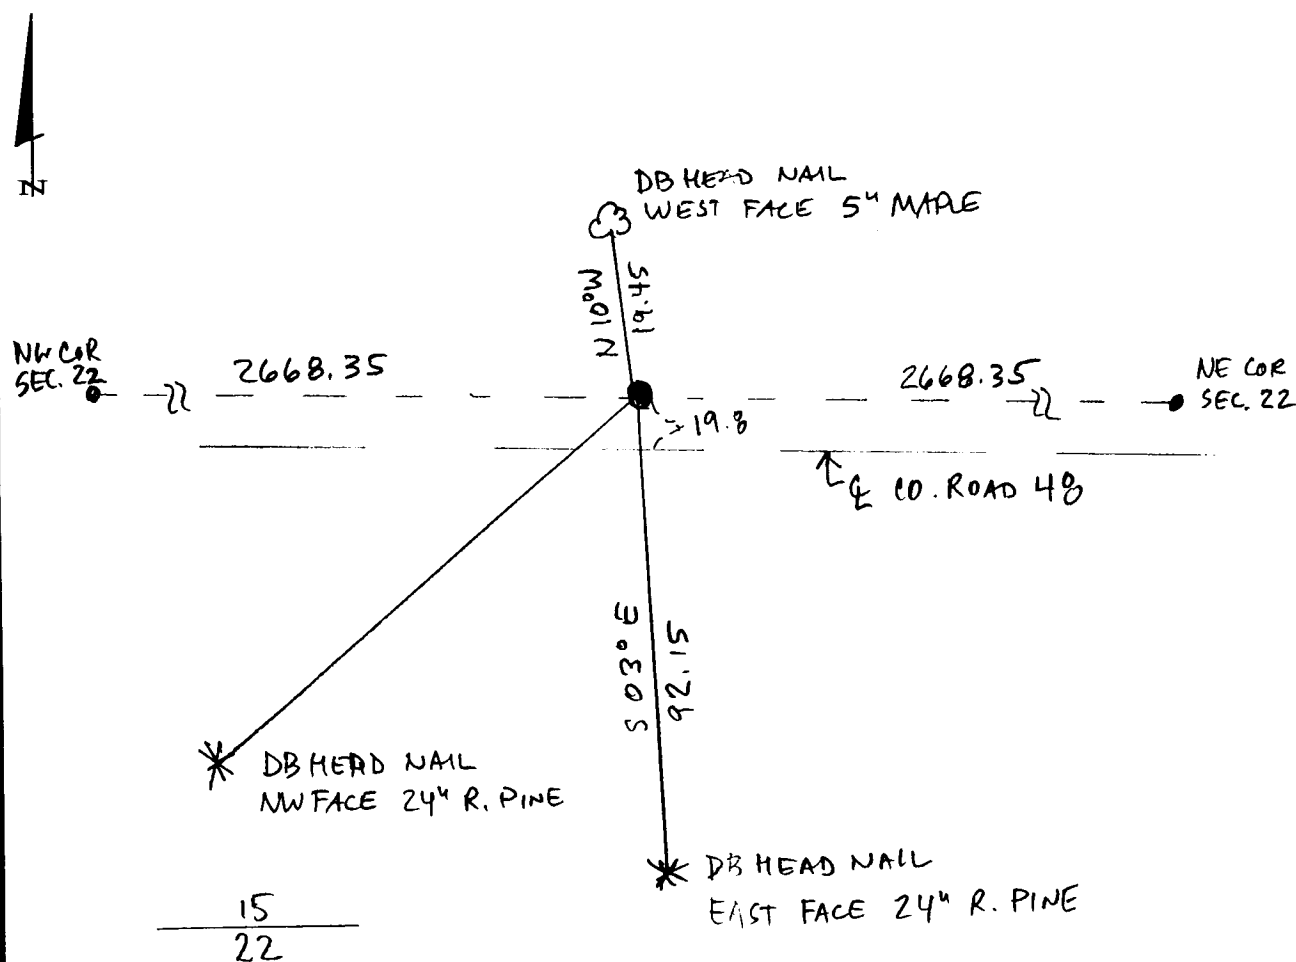 N
DB HEAD NAIL
WEST FACE 5" MAPLE
N 10° W
19.45
NW COR
SEC. 22
2668.35
2668.35
NE COR
SEC. 22
19.8
℄ CO. ROAD 48
S 03° E
92.15
DB HEAD NAIL
NW FACE 24" R. PINE
DB HEAD NAIL
EAST FACE 24" R. PINE
15
22